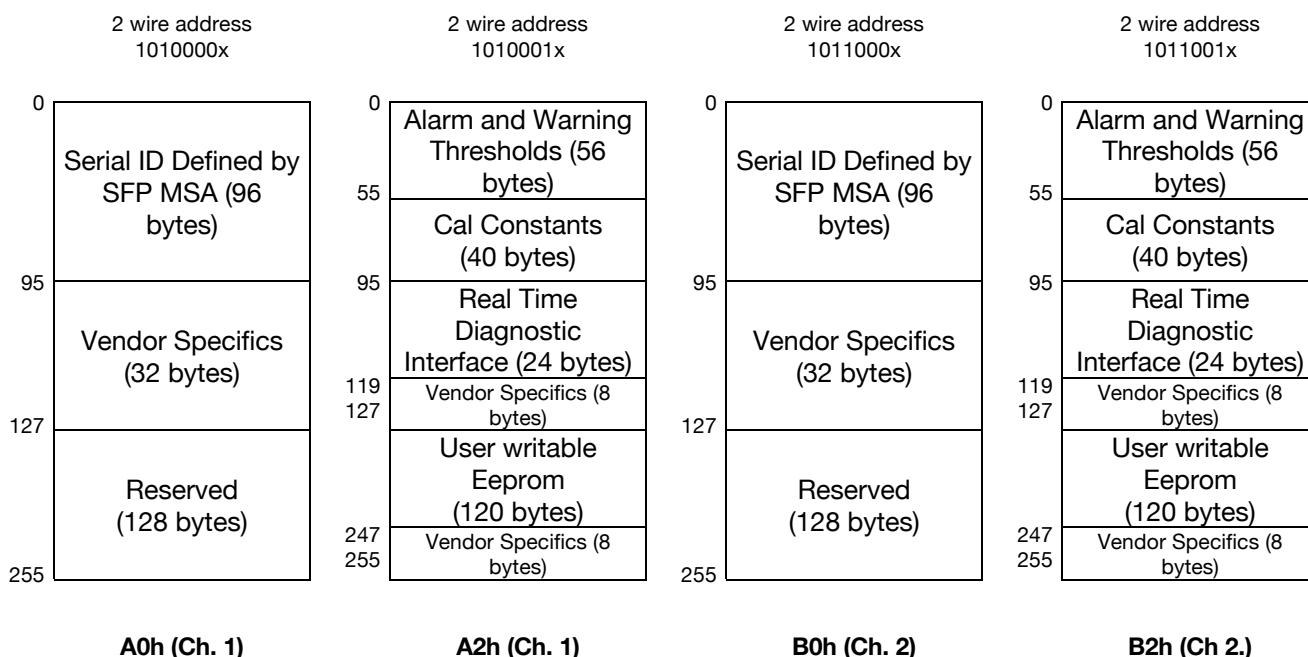 2 wire address
1010000x
0
Serial ID Defined by
SFP MSA (96
bytes)
95
Vendor Specifics
(32 bytes)
127
Reserved
(128 bytes)
255
A0h (Ch. 1)
2 wire address
1010001x
0
Alarm and Warning
Thresholds (56
bytes)
55
Cal Constants
(40 bytes)
95
Real Time
Diagnostic
Interface (24 bytes)
119
Vendor Specifics (8
127
bytes)
User writable
Eeprom
(120 bytes)
247
Vendor Specifics (8
255
bytes)
A2h (Ch. 1)
2 wire address
1011000x
0
Serial ID Defined by
SFP MSA (96
bytes)
95
Vendor Specifics
(32 bytes)
127
Reserved
(128 bytes)
255
B0h (Ch. 2)
2 wire address
1011001x
0
Alarm and Warning
Thresholds (56
bytes)
55
Cal Constants
(40 bytes)
95
Real Time
Diagnostic
Interface (24 bytes)
119
Vendor Specifics (8
127
bytes)
User writable
Eeprom
(120 bytes)
247
Vendor Specifics (8
255
bytes)
B2h (Ch 2.)